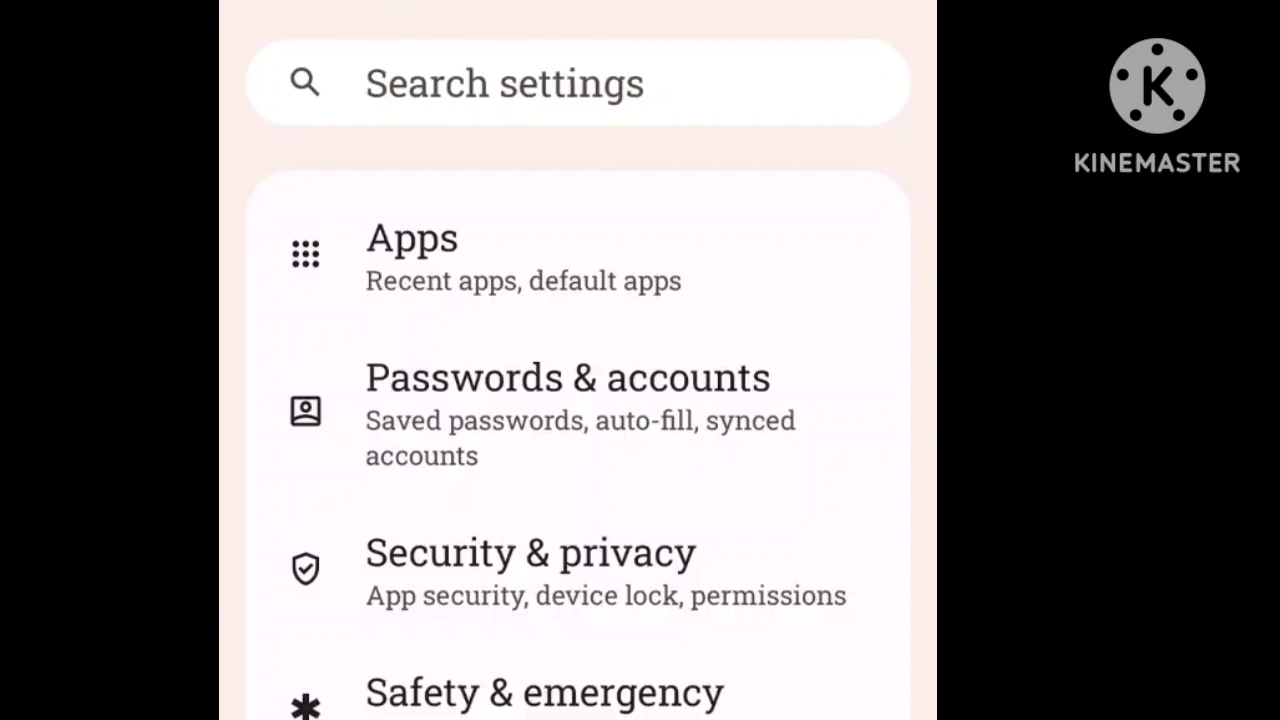 Search settings
KINEMASTER
Apps
Recent apps, default apps
Passwords & accounts
Saved passwords, auto-fill, synced
accounts
Security & privacy
App security, device lock, permissions
Safety & emergency